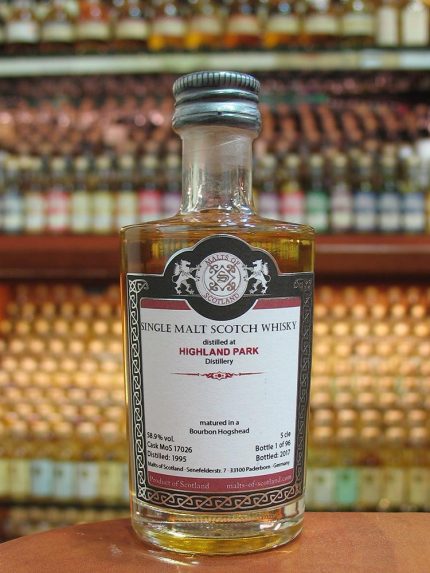 MALTS OF
SCOTLAND
SINGLE MALT SCOTCH WHISKY
distilled at
HIGHLAND PARK
Distillery
matured in a
Bourbon Hogshead
58.9% vol. 5 cle
Cask MoS 17026 Bottle 1 of 96
Distilled: 1995 Bottled: 2017
Malts of Scotland · Senefelderstr. 7 · 33100 Paderborn · Germany
Product of Scotland malts-of-scotland.com